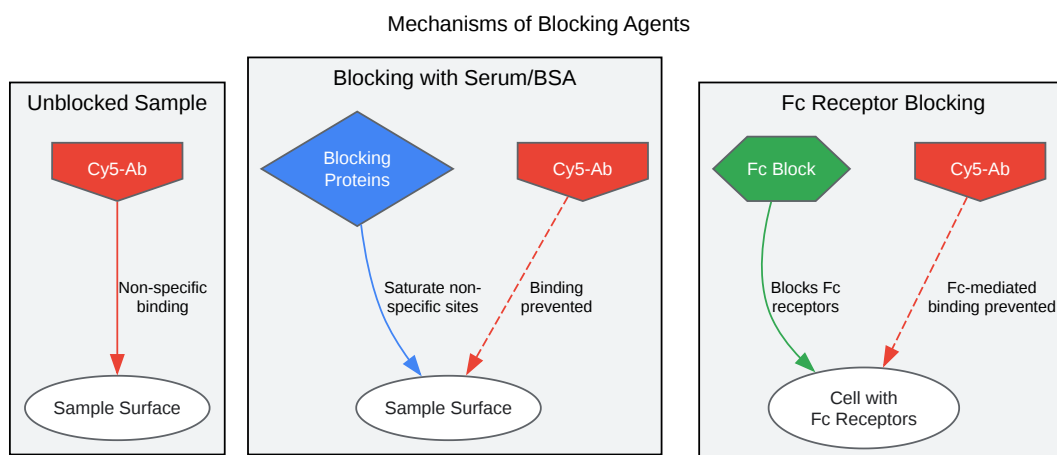 Mechanisms of Blocking Agents
Unblocked Sample
Cy5-Ab
Non-specific
binding
Sample Surface
Blocking with Serum/BSA
Blocking
Proteins
Cy5-Ab
Saturate non-
specific sites
Binding
prevented
Sample Surface
Fc Receptor Blocking
Fc Block
Cy5-Ab
Blocks Fc
receptors
Fc-mediated
binding prevented
Cell with
Fc Receptors